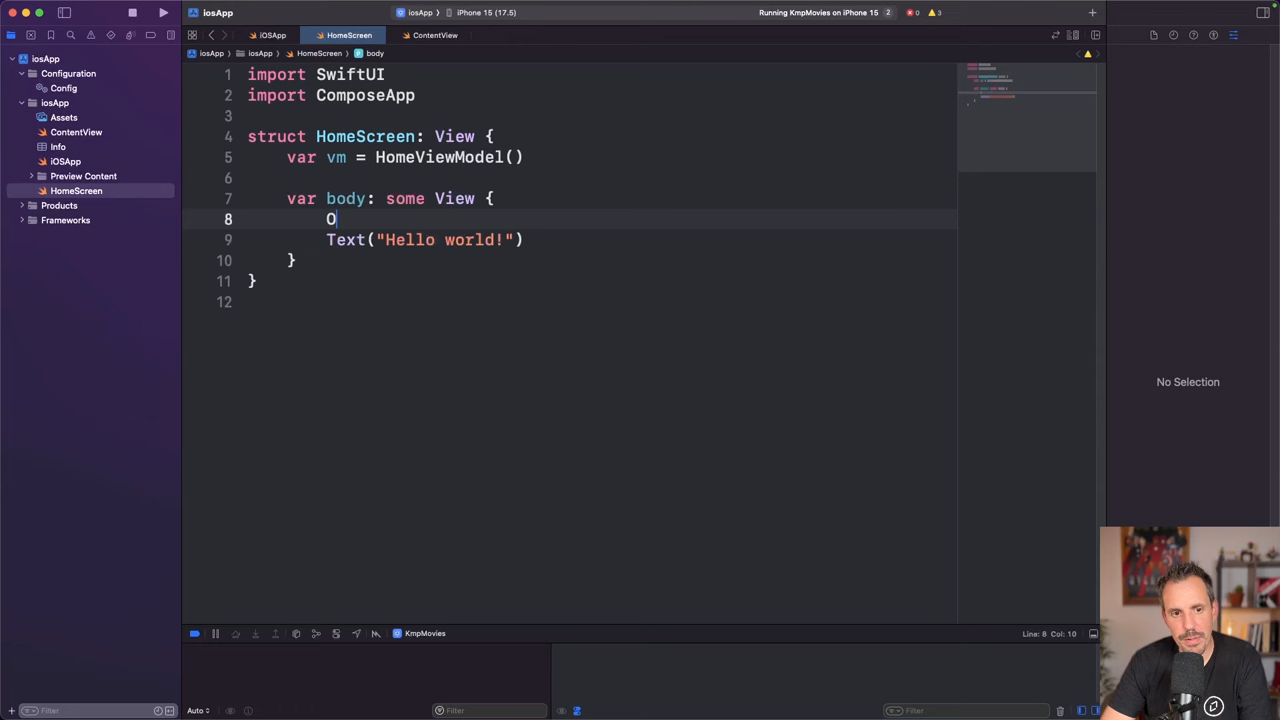 iosApp
iosApp
iPhone 15 (17.5)
Running KmpMovies on iPhone 15
2
0
3
iOSApp
HomeScreen
ContentView
iosApp
iosApp
HomeScreen
body
iosApp
Configuration
Config
iosApp
Assets
ContentView
Info
iOSApp
Preview Content
HomeScreen
Products
Frameworks
1 import SwiftUI
2 import ComposeApp
3
4 struct HomeScreen: View {
5 var vm = HomeViewModel()
6
7 var body: some View {
8 O
9 Text("Hello world!")
10 }
11 }
12
No Selection
KmpMovies
Line: 8 Col: 10
Filter
Auto
Filter
Filter